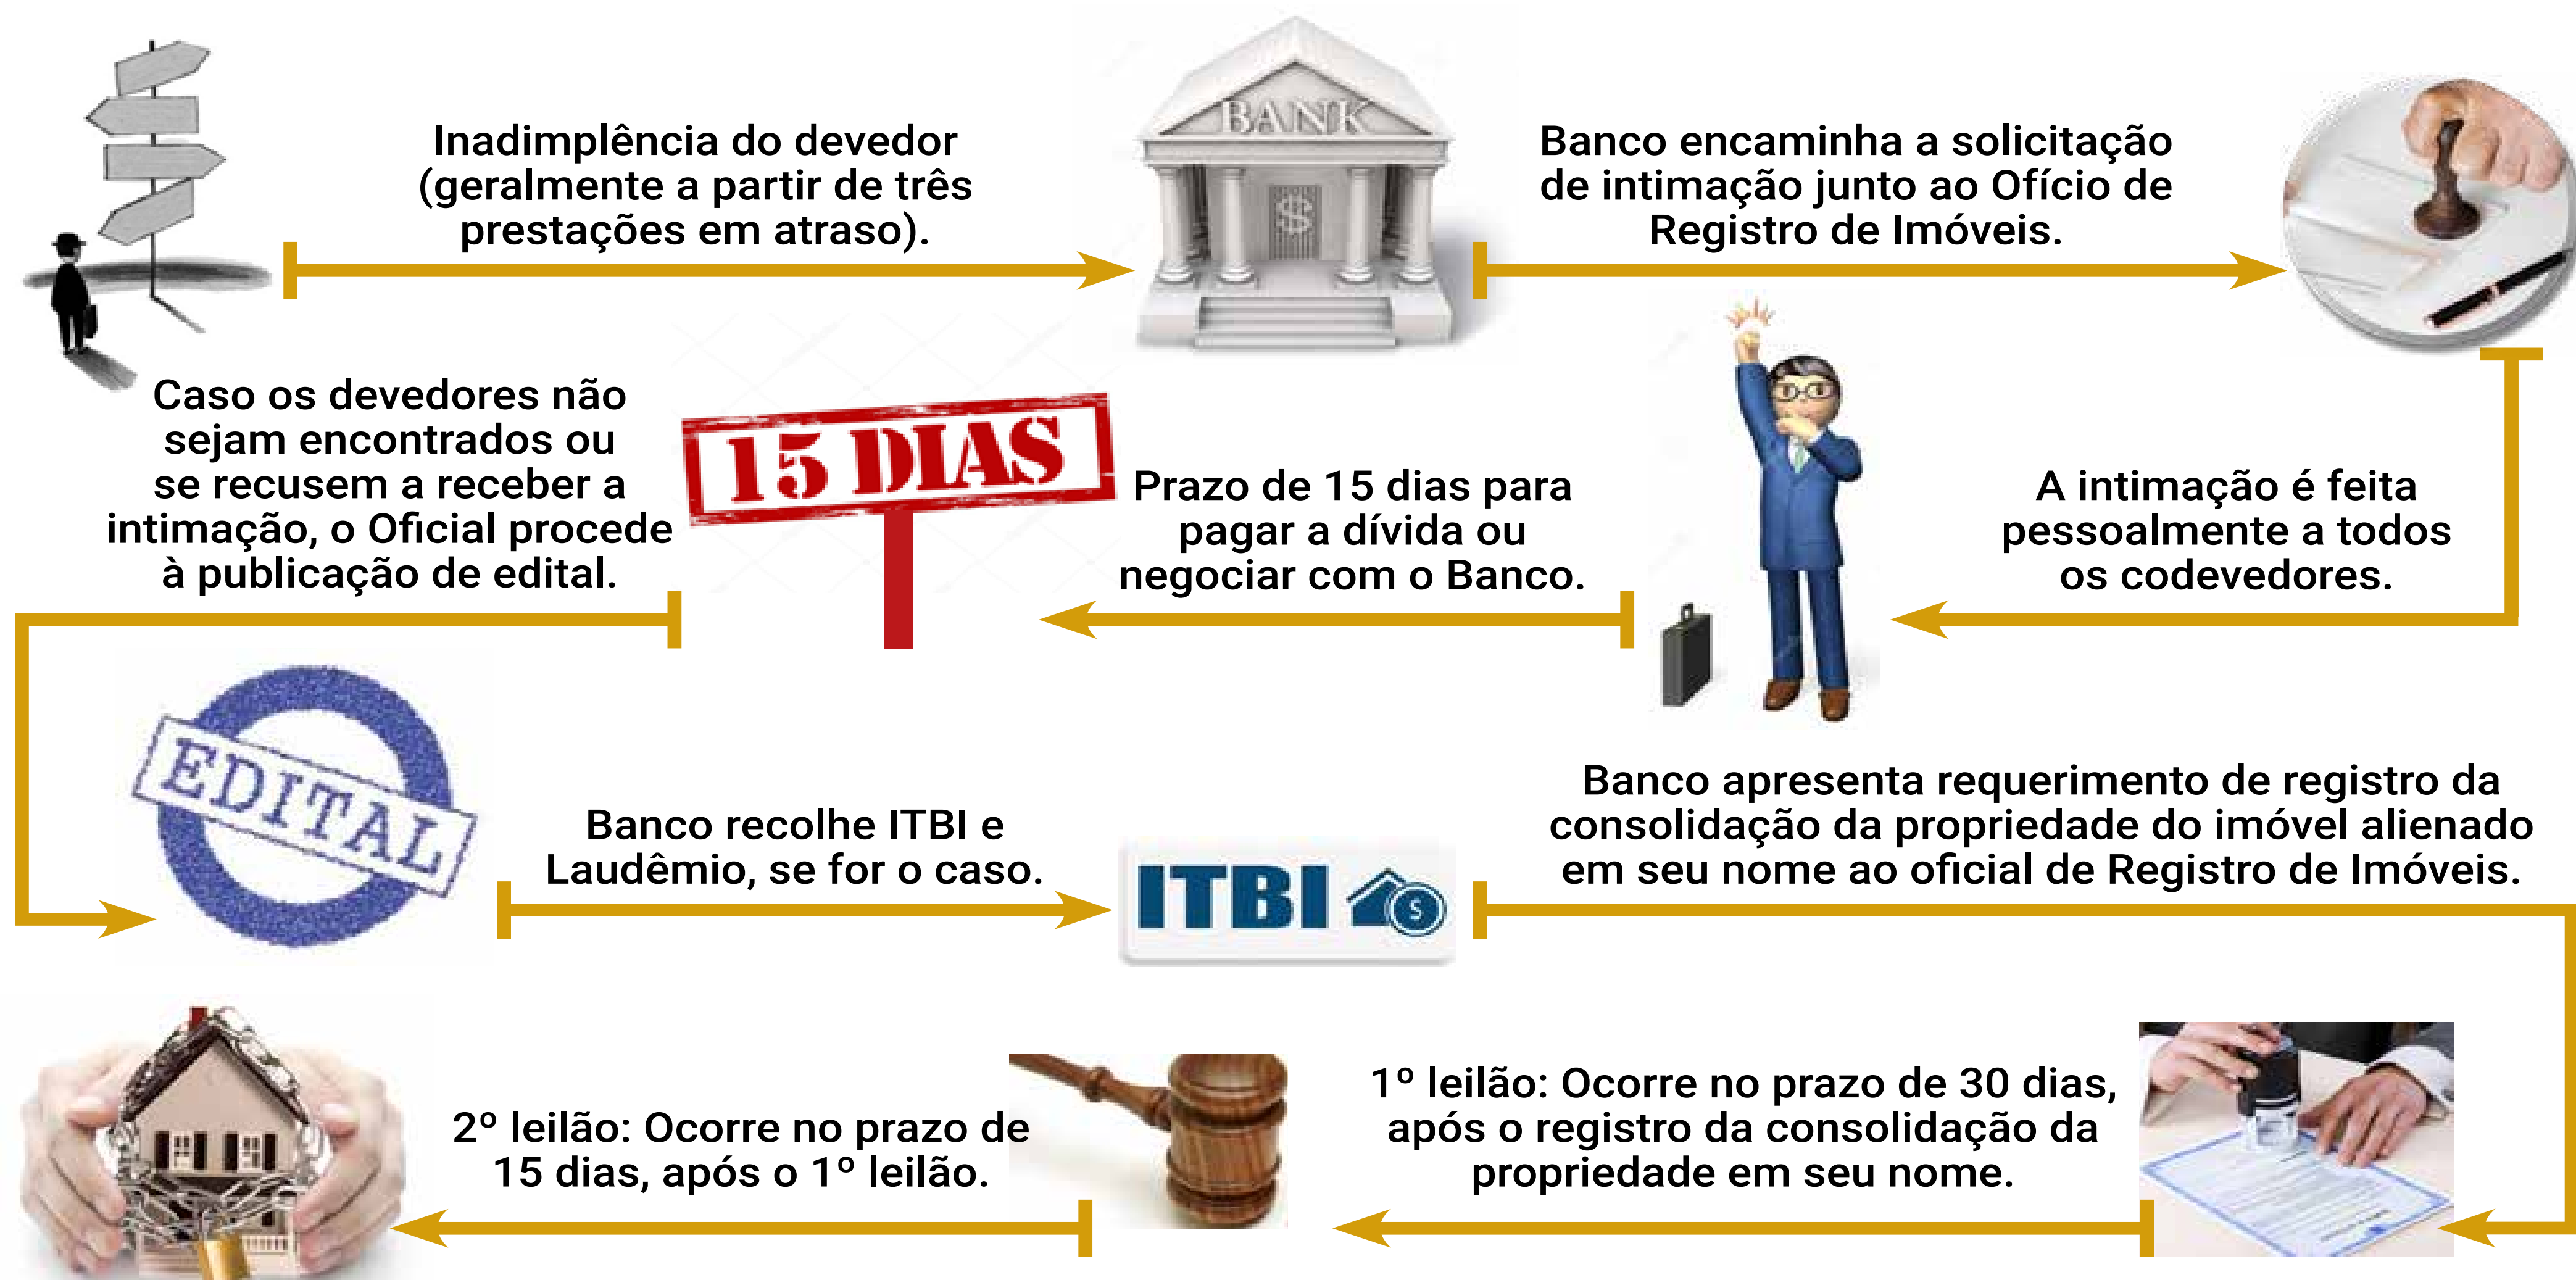 Inadimplência do devedor
(geralmente a partir de três
prestações em atraso).
BANK
$
Banco encaminha a solicitação
de intimação junto ao Ofício de
Registro de Imóveis.
A intimação é feita
pessoalmente a todos
os codevedores.
Prazo de 15 dias para
pagar a dívida ou
negociar com o Banco.
15 DIAS
Caso os devedores não
sejam encontrados ou
se recusem a receber a
intimação, o Oficial procede
à publicação de edital.
EDITAL
Banco recolhe ITBI e
Laudêmio, se for o caso.
ITBI
$
Banco apresenta requerimento de registro da
consolidação da propriedade do imóvel alienado
em seu nome ao oficial de Registro de Imóveis.
1º leilão: Ocorre no prazo de 30 dias,
após o registro da consolidação da
propriedade em seu nome.
2º leilão: Ocorre no prazo de
15 dias, após o 1º leilão.